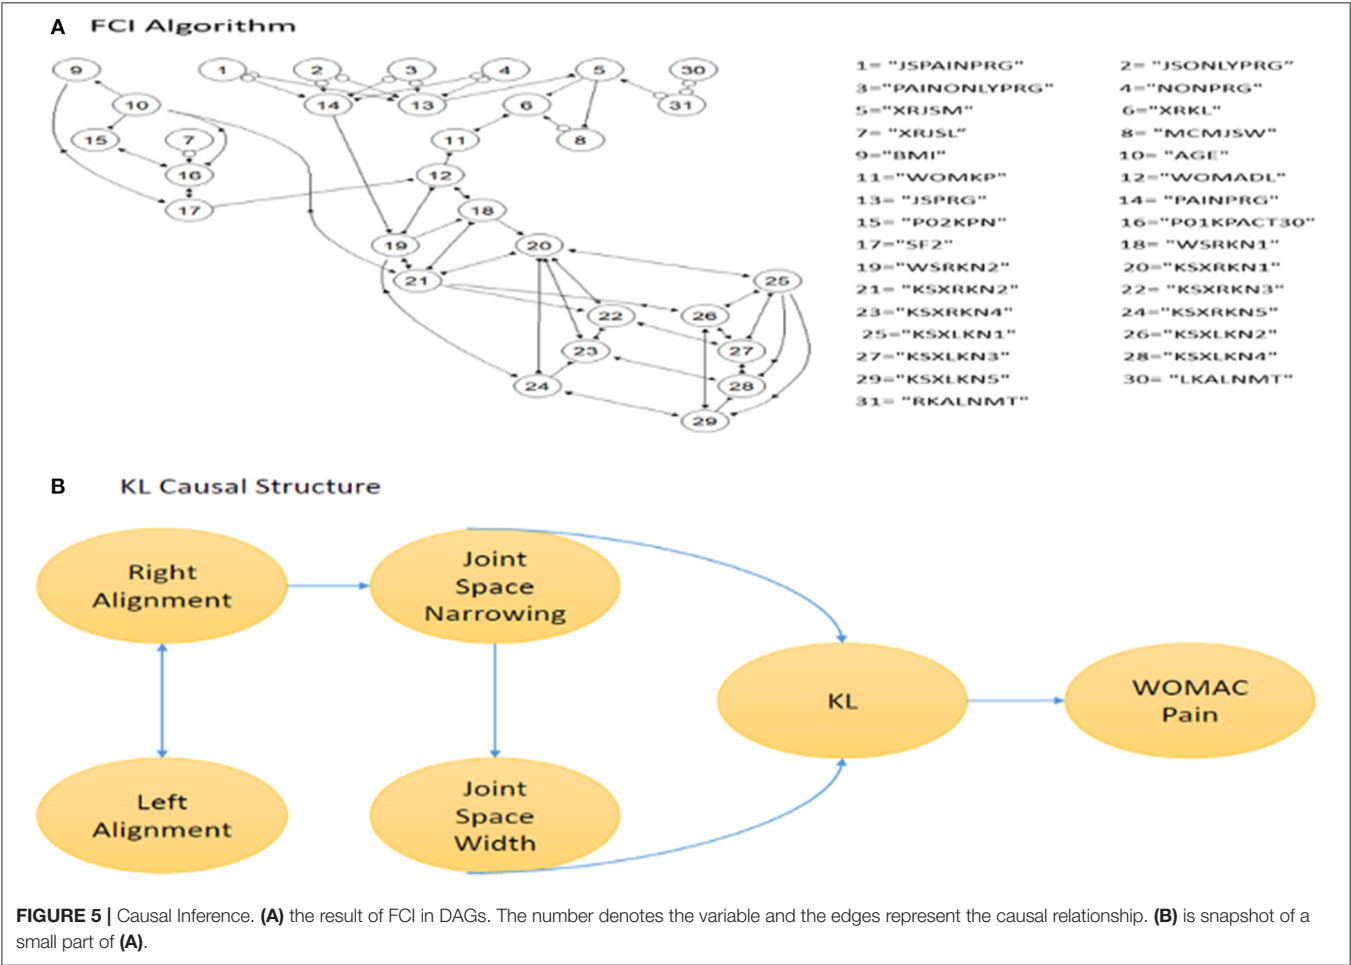 A FCI Algorithm
9 1 2 3 4 5 30
10 14 13 6 31
15 7 11 8
16 12
17 18
19 20
21 25
22 26
23 27
24 28
29
1= "JSPAINPRG" 2= "JSONLYPRG"
3="PAINONLYPRG" 4="NONPRG"
5="XRJSM" 6="XRKL"
7= "XRJSL" 8= "MCMJSW"
9="BMI" 10= "AGE"
11="WOMKP" 12="WOMADL"
13= "JSPRG" 14= "PAINPRG"
15= "P02KPN" 16="P01KPACT30"
17="SF2" 18= "WSRKN1"
19="WSRKN2" 20="KSXRKN1"
21= "KSXRKN2" 22= "KSXRKN3"
23="KSXRKN4" 24="KSXRKN5"
25="KSXLKN1" 26="KSXLKN2"
27="KSXLKN3" 28="KSXLKN4"
29="KSXLKN5" 30= "LKALNMT"
31= "RKALNMT"
B KL Causal Structure
Right
Alignment
Joint
Space
Narrowing
KL
WOMAC
Pain
Left
Alignment
Joint
Space
Width
FIGURE 5 | Causal Inference. (A) the result of FCI in DAGs. The number denotes the variable and the edges represent the causal relationship. (B) is snapshot of a
small part of (A).